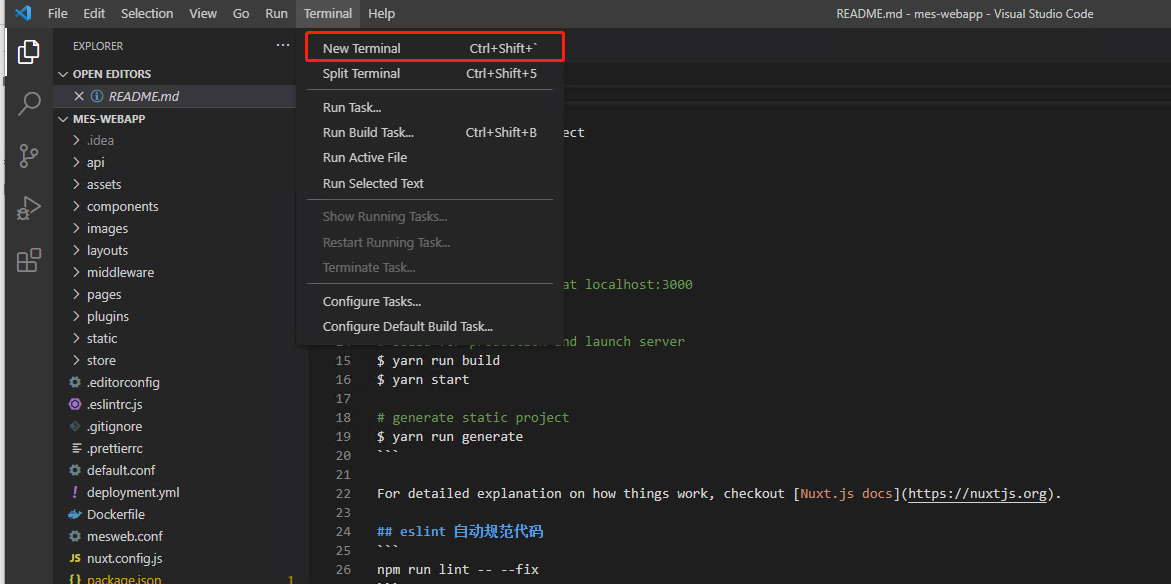 File Edit Selection View Go Run Terminal Help README.md - mes-webapp - Visual Studio Code
EXPLORER ···
OPEN EDITORS
README.md
MES-WEBAPP
.idea
api
assets
components
images
layouts
middleware
pages
plugins
static
store
.editorconfig
.eslintrc.js
.gitignore
.prettierrc
default.conf
! deployment.yml
Dockerfile
mesweb.conf
JS nuxt.config.js
{} package.json 1
New Terminal Ctrl+Shift+`
Split Terminal Ctrl+Shift+5
Run Task...
Run Build Task... Ctrl+Shift+B
Run Active File
Run Selected Text
Show Running Tasks...
Restart Running Task...
Terminate Task...
Configure Tasks...
Configure Default Build Task...
ect
at localhost:3000
and launch server
15 $ yarn run build
16 $ yarn start
17
18 # generate static project
19 $ yarn run generate
20 ```
21
22 For detailed explanation on how things work, checkout [Nuxt.js docs](https://nuxtjs.org).
23
24 ## eslint 自动规范代码
25 ```
26 npm run lint -- --fix